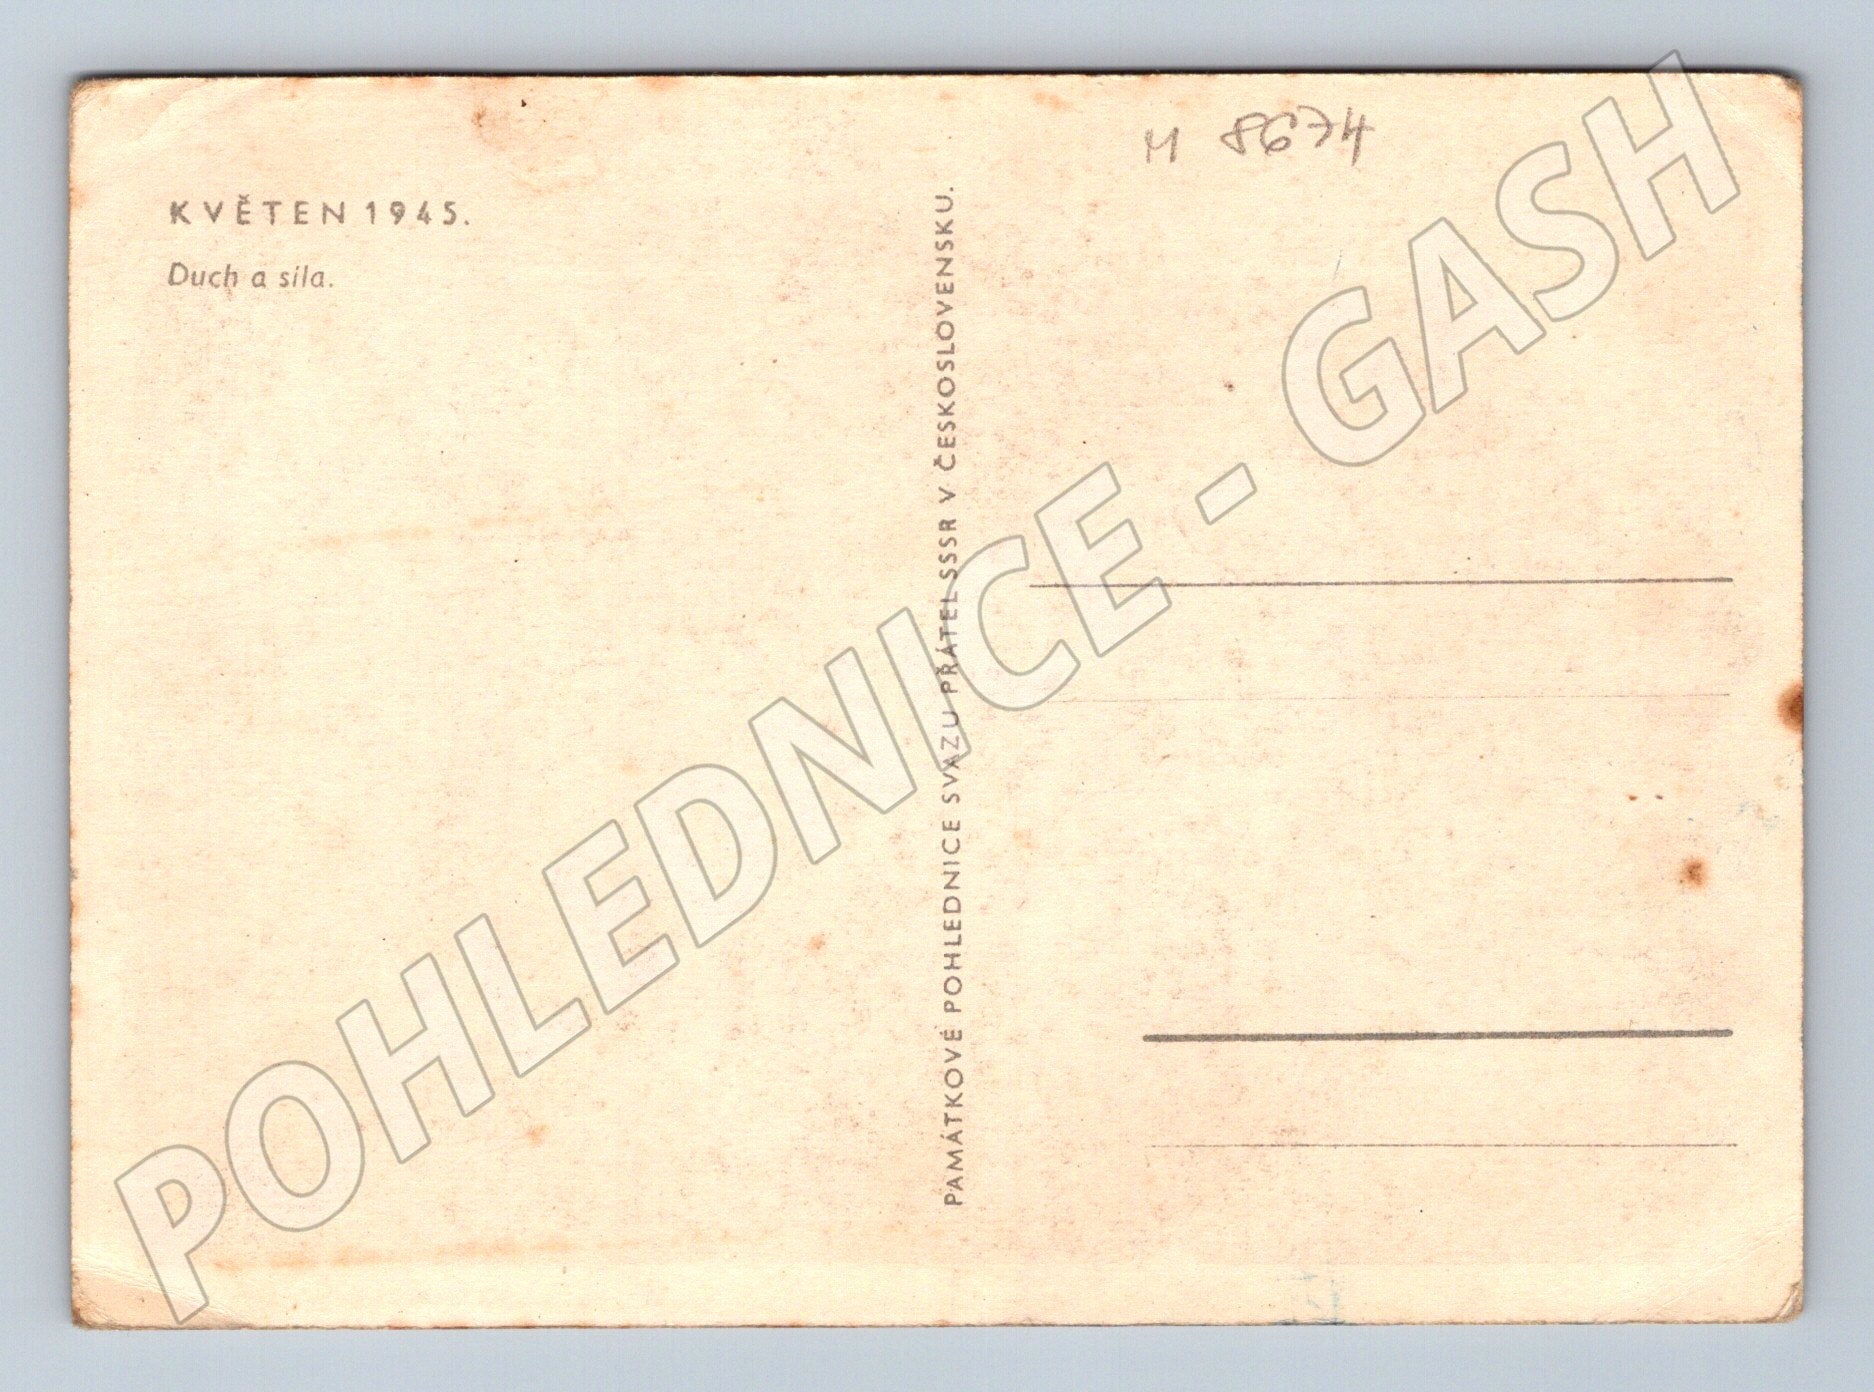 M 8674
KVĚTEN 1945.
Duch a síla.
PAMÁTKOVÉ POHLEDNICE SVAZU PŘÁTEL SSSR V ČESKOSLOVENSKU.
POHLEDNICE - GASH